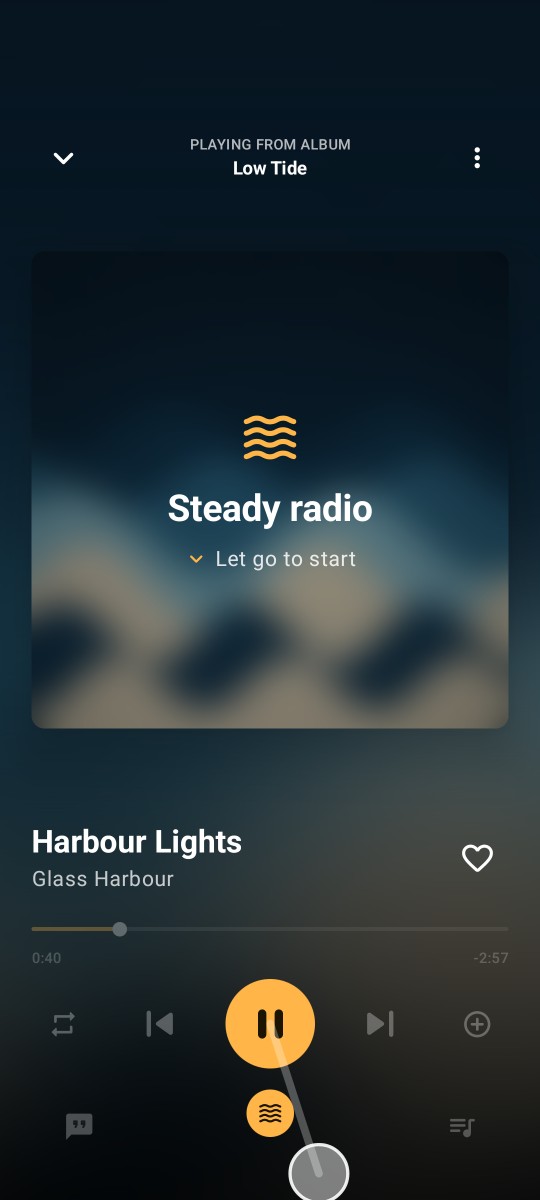 PLAYING FROM ALBUM
Low Tide
Steady radio
Let go to start
Harbour Lights
Glass Harbour
0:40
-2:57